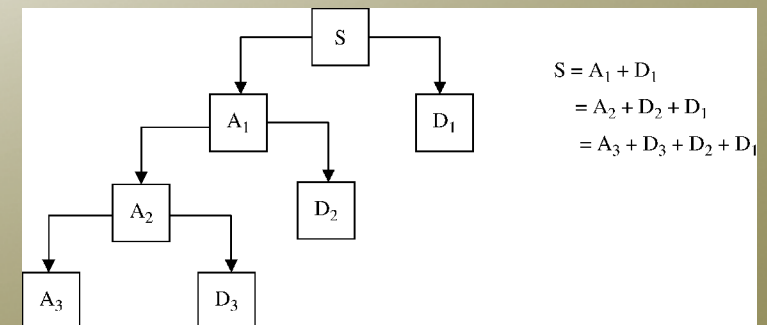 S
S = A₁ + D₁
A₁
D₁
= A₂ + D₂ + D₁
= A₃ + D₃ + D₂ + D₁
A₂
D₂
A₃
D₃